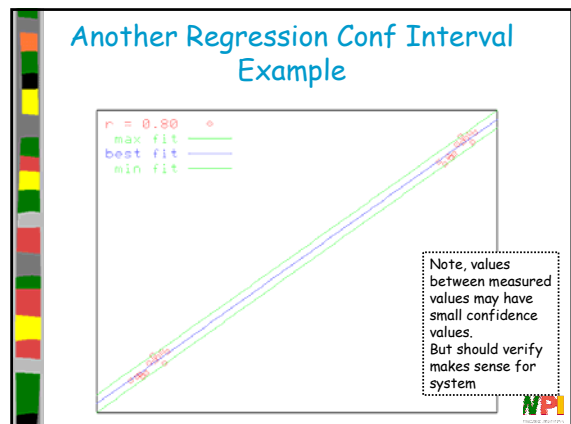 Another Regression Conf Interval
Example
r = 0.80
max fit
best fit
min fit
Note, values
between measured
values may have
small confidence
values.
But should verify
makes sense for
system
WPI